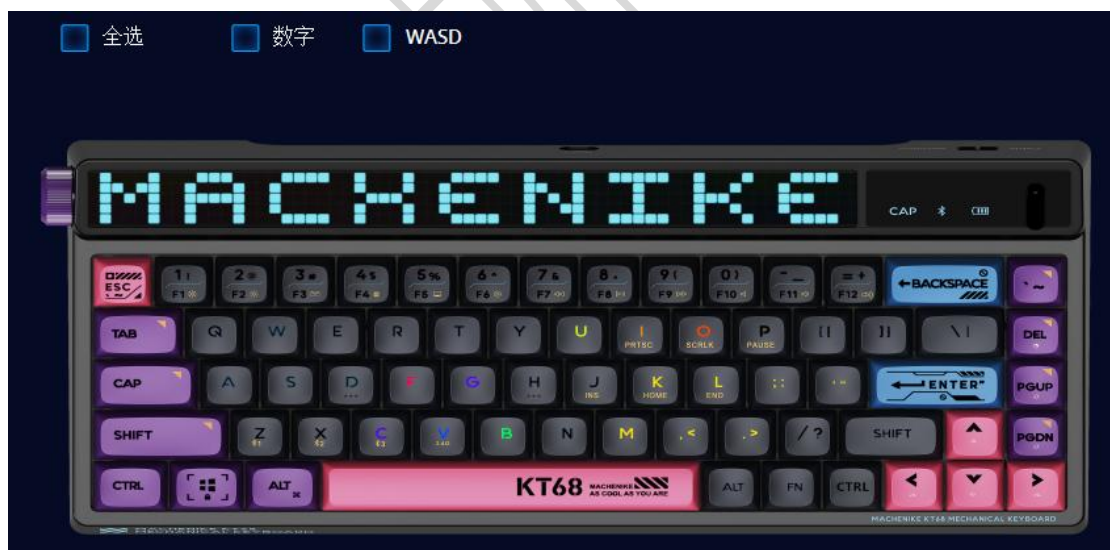 全选 数字 WASD
MACHENIKE
CAP
ESC 1 ! F1 2 F2 3 # F3 4 $ F4 5 % F5 6 ^ F6 7 & F7 8 F8 9 ( F9 0 ) F10 - _ F11 = + F12 ←BACKSPACE ` ~
TAB Q W E R T Y U I PRTSC O SCRLK P PAUSE [ { ] } \ | DEL
CAP A S D F G H J INS K HOME L END ; : ' " ENTER PGUP
SHIFT Z X C V B N M , < . > / ? SHIFT ^ PGDN
CTRL ALT KT68 MACHENIKE AS COOL AS YOU ARE ALT FN CTRL < >
MACHENIKE KT68 MECHANICAL KEYBOARD